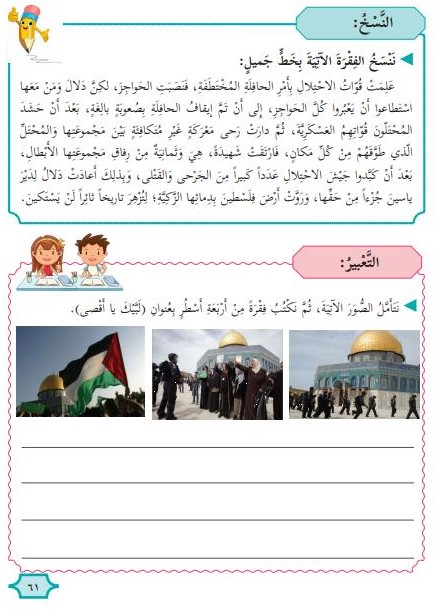 النَّسْخُ:
نَنْسَخُ الفِقْرَةَ الآتِيَةَ بِخَطٍّ جَميلٍ:
عَلِمَتْ قُوّاتُ الاحْتِلالِ بِأَمْرِ الحافِلَةِ المُخْتَطَفَةِ، فَنَصَبَتِ الحَواجِزَ، لكِنَّ دَلالَ وَمَنْ مَعَها
اسْتَطاعوا أَنْ يَعْبُروا كُلَّ الحَواجِزِ، إِلى أَنْ تَمَّ إيقافُ الحافِلَةِ بِصُعوبَةٍ بالِغَةٍ، بَعْدَ أَنْ حَشَدَ
المُحْتَلّونَ قُوّاتِهِمُ العَسْكَرِيَّةَ، ثُمَّ دارَتْ رَحى مَعْرَكَةٍ غَيْرِ مُتَكافِئَةٍ بَيْنَ مَجْموعَتِها وَالمُحْتَلِّ
الَّذي طَوَّقَهُمْ مِنْ كُلِّ مَكانٍ، فَارْتَقَتْ شَهيدَةً، هِيَ وَثَمانِيَةٌ مِنْ رِفاقِ مَجْموعَتِها الأَبْطالِ،
بَعْدَ أَنْ كَبَّدوا جَيْشَ الاحْتِلالِ عَدَداً كَبيراً مِنَ الجَرْحى وَالقَتْلى، وَبِذلِكَ أَعادَتْ دَلالُ لِدَيْرِ
ياسينَ جُزْءاً مِنْ حَقِّها، وَرَوَّتْ أَرْضَ فِلَسْطينَ بِدِمائِها الزَّكِيَّةِ؛ لِتُزْهِرَ تاريخاً ثائِراً لَنْ يَسْتَكينَ.
التَّعْبيرُ:
نَتَأَمَّلُ الصُّوَرَ الآتِيَةَ، ثُمَّ نَكْتُبُ فِقْرَةً مِنْ أَرْبَعَةِ أَسْطُرٍ بِعُنوانِ (لَبَّيْكَ يا أَقْصى).
٦١